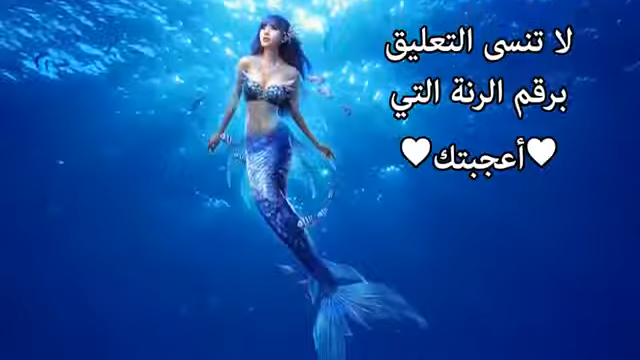 لا تنسى التعليق
برقم الرنة التي
♥أعجبتك♥